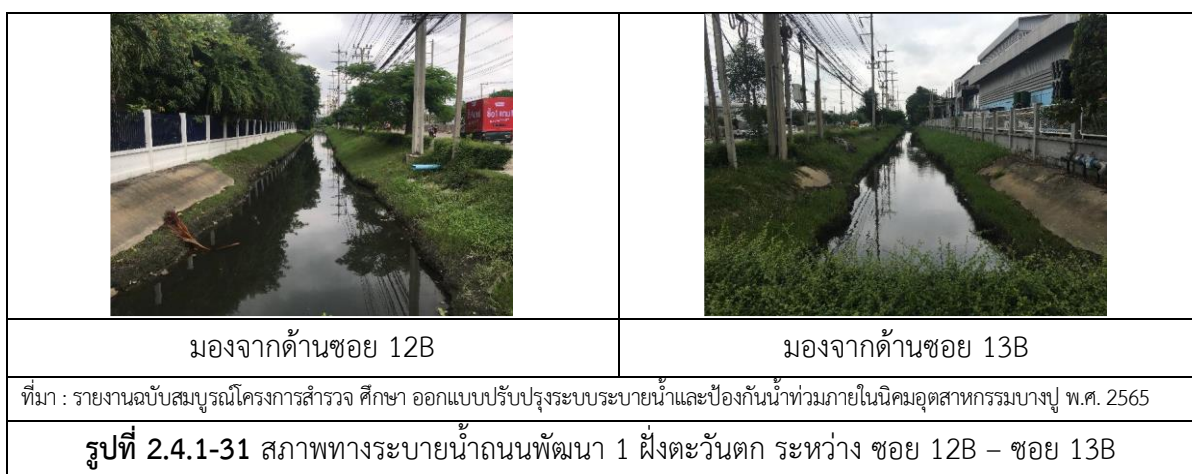 มองจากด้านซอย 12B
มองจากด้านซอย 13B
ที่มา : รายงานฉบับสมบูรณ์โครงการสำรวจ ศึกษา ออกแบบปรับปรุงระบบระบายน้ำและป้องกันน้ำท่วมภายในนิคมอุตสาหกรรมบางปู พ.ศ. 2565
รูปที่ 2.4.1-31 สภาพทางระบายน้ำถนนพัฒนา 1 ฝั่งตะวันตก ระหว่าง ซอย 12B – ซอย 13B